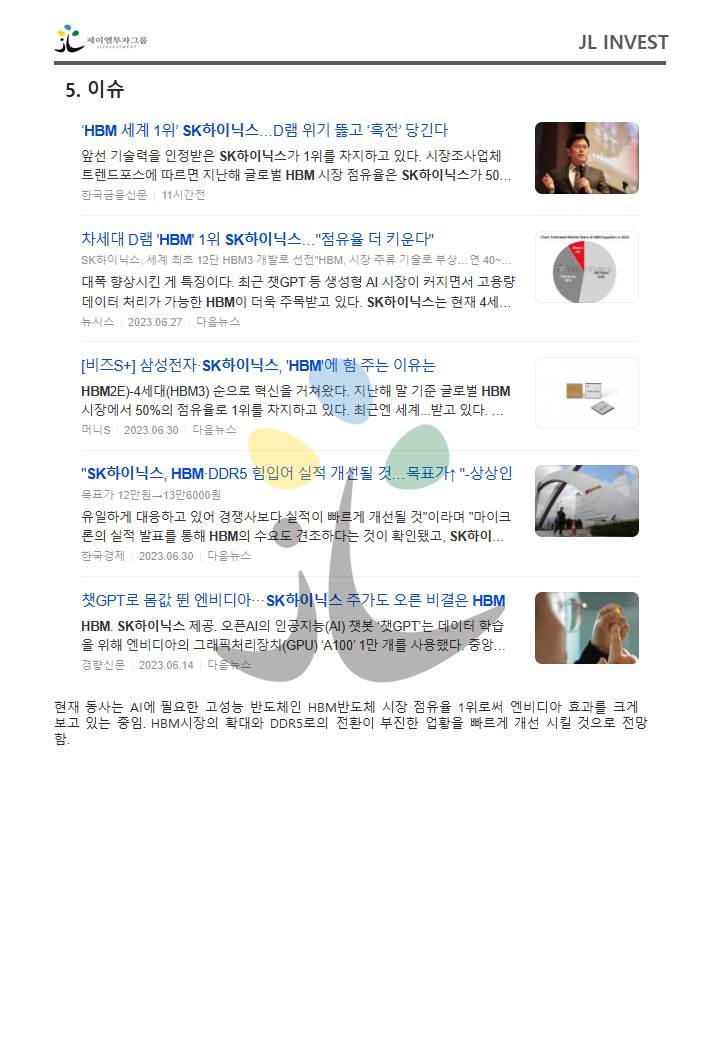 제이엘투자그룹
JLINVESTMENT
JL INVEST
5. 이슈
‘HBM 세계 1위’ SK하이닉스…D램 위기 뚫고 ‘흑전’ 당긴다
앞선 기술력을 인정받은 SK하이닉스가 1위를 차지하고 있다. 시장조사업체
트렌드포스에 따르면 지난해 글로벌 HBM 시장 점유율은 SK하이닉스가 50...
한국금융신문 | 11시간전
차세대 D램 'HBM' 1위 SK하이닉스…"점유율 더 키운다"
SK하이닉스, 세계 최초 12단 HBM3 개발로 선전"HBM, 시장 주류 기술로 부상…연 40~...
대폭 향상시킨 게 특징이다. 최근 챗GPT 등 생성형 AI 시장이 커지면서 고용량
데이터 처리가 가능한 HBM이 더욱 주목받고 있다. SK하이닉스는 현재 4세...
뉴시스 | 2023.06.27 | 다음뉴스
[비즈S+] 삼성전자·SK하이닉스, 'HBM'에 힘 주는 이유는
HBM2E)-4세대(HBM3) 순으로 혁신을 거쳐왔다. 지난해 말 기준 글로벌 HBM
시장에서 50%의 점유율로 1위를 차지하고 있다. 최근엔 세계...받고 있다. ...
머니S | 2023.06.30 | 다음뉴스
"SK하이닉스, HBM·DDR5 힘입어 실적 개선될 것…목표가↑"-상상인
목표가 12만원→13만6000원
유일하게 대응하고 있어 경쟁사보다 실적이 빠르게 개선될 것"이라며 "마이크
론의 실적 발표를 통해 HBM의 수요도 견조하다는 것이 확인됐고, SK하이...
한국경제 | 2023.06.30 | 다음뉴스
챗GPT로 몸값 뛴 엔비디아…SK하이닉스 주가도 오른 비결은 HBM
HBM. SK하이닉스 제공. 오픈AI의 인공지능(AI) 챗봇 ‘챗GPT’는 데이터 학습
을 위해 엔비디아의 그래픽처리장치(GPU) ‘A100’ 1만 개를 사용했다. 중앙...
경향신문 | 2023.06.14 | 다음뉴스
현재 동사는 AI에 필요한 고성능 반도체인 HBM반도체 시장 점유율 1위로써 엔비디아 효과를 크게
보고 있는 중임. HBM시장의 확대와 DDR5로의 전환이 부진한 업황을 빠르게 개선 시킬 것으로 전망
함.